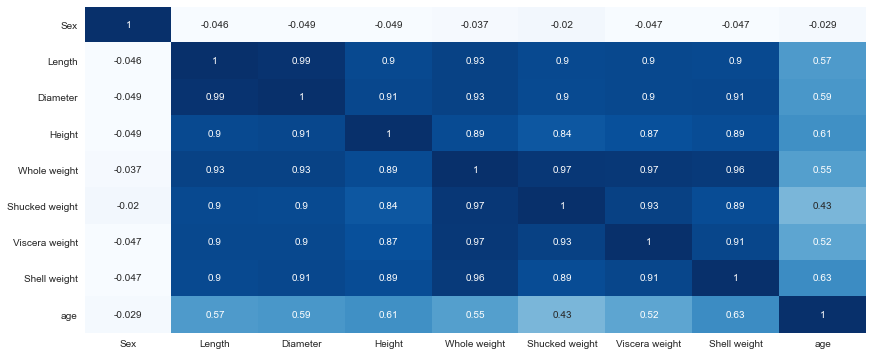 Sex 1 -0.046 -0.049 -0.049 -0.037 -0.02 -0.047 -0.047 -0.029
Length -0.046 1 0.99 0.9 0.93 0.9 0.9 0.9 0.57
Diameter -0.049 0.99 1 0.91 0.93 0.9 0.9 0.91 0.59
Height -0.049 0.9 0.91 1 0.89 0.84 0.87 0.89 0.61
Whole weight -0.037 0.93 0.93 0.89 1 0.97 0.97 0.96 0.55
Shucked weight -0.02 0.9 0.9 0.84 0.97 1 0.93 0.89 0.43
Viscera weight -0.047 0.9 0.9 0.87 0.97 0.93 1 0.91 0.52
Shell weight -0.047 0.9 0.91 0.89 0.96 0.89 0.91 1 0.63
age -0.029 0.57 0.59 0.61 0.55 0.43 0.52 0.63 1
Sex Length Diameter Height Whole weight Shucked weight Viscera weight Shell weight age